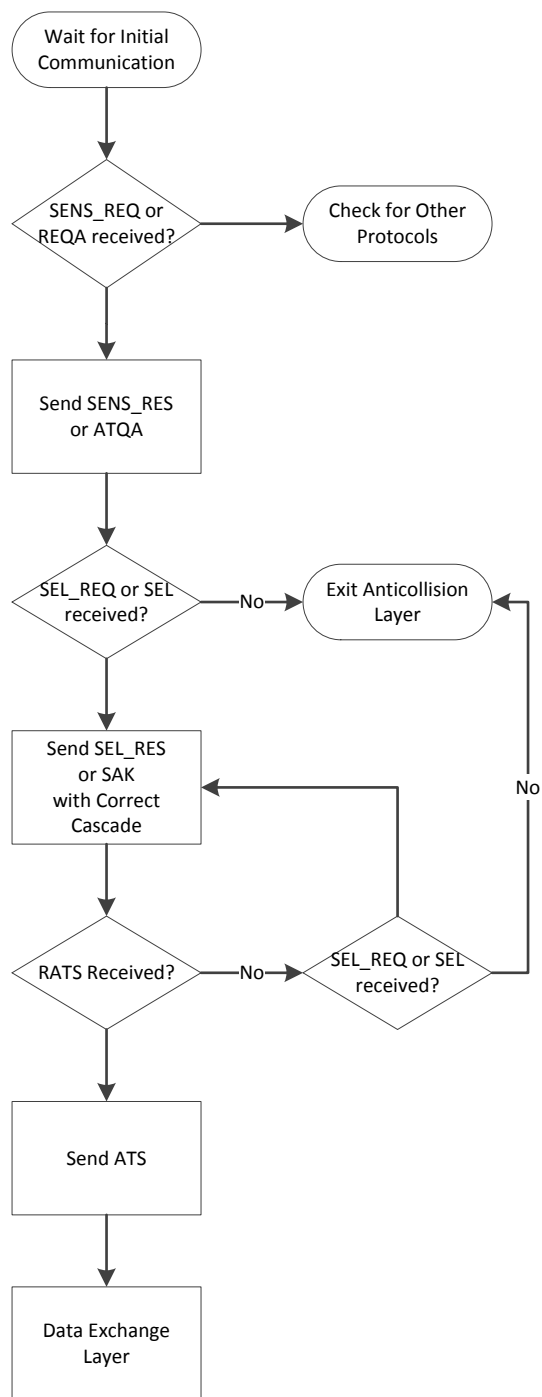 Wait for Initial
Communication
SENS_REQ or
REQA received?
Check for Other
Protocols
Send SENS_RES
or ATQA
SEL_REQ or SEL
received?
No
Exit Anticollision
Layer
Send SEL_RES
or SAK
with Correct
Cascade
No
RATS Received?
No
SEL_REQ or SEL
received?
Send ATS
Data Exchange
Layer